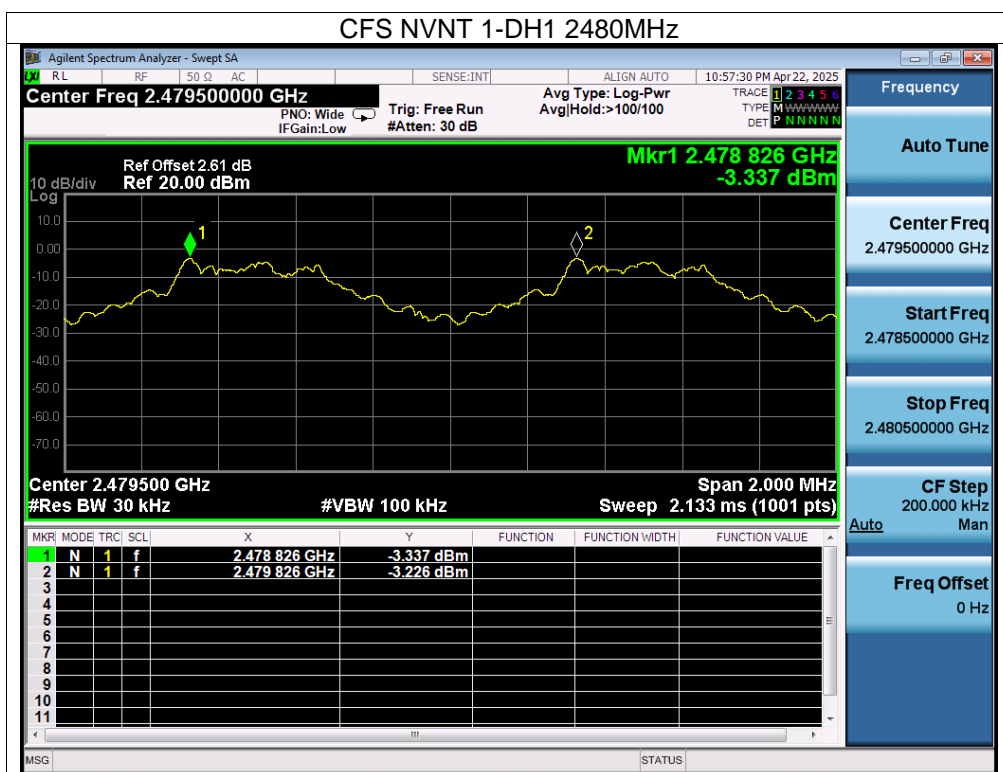 CFS NVNT 1-DH1 2480MHz
Agilent Spectrum Analyzer - Swept SA
LXI RL RF 50 Ω AC SENSE:INT ALIGN AUTO 10:57:30 PM Apr 22, 2025
Center Freq 2.479500000 GHz
PNO: Wide
IFGain:Low
Trig: Free Run
#Atten: 30 dB
Avg Type: Log-Pwr
Avg|Hold:>100/100
TRACE 1 2 3 4 5 6
TYPE M WWWWW
DET P N N N N N
Mkr1 2.478 826 GHz
-3.337 dBm
Ref Offset 2.61 dB
10 dB/div Ref 20.00 dBm
Log
10.0
0.00
-10.0
-20.0
-30.0
-40.0
-50.0
-60.0
-70.0
1
2
Center 2.479500 GHz Span 2.000 MHz
#Res BW 30 kHz #VBW 100 kHz Sweep 2.133 ms (1001 pts)
MKR MODE TRC SCL X Y FUNCTION FUNCTION WIDTH FUNCTION VALUE
1 N 1 f 2.478 826 GHz -3.337 dBm
2 N 1 f 2.479 826 GHz -3.226 dBm
3
4
5
6
7
8
9
10
11
MSG STATUS
Frequency
Auto Tune
Center Freq
2.479500000 GHz
Start Freq
2.478500000 GHz
Stop Freq
2.480500000 GHz
CF Step
200.000 kHz
Auto Man
Freq Offset
0 Hz